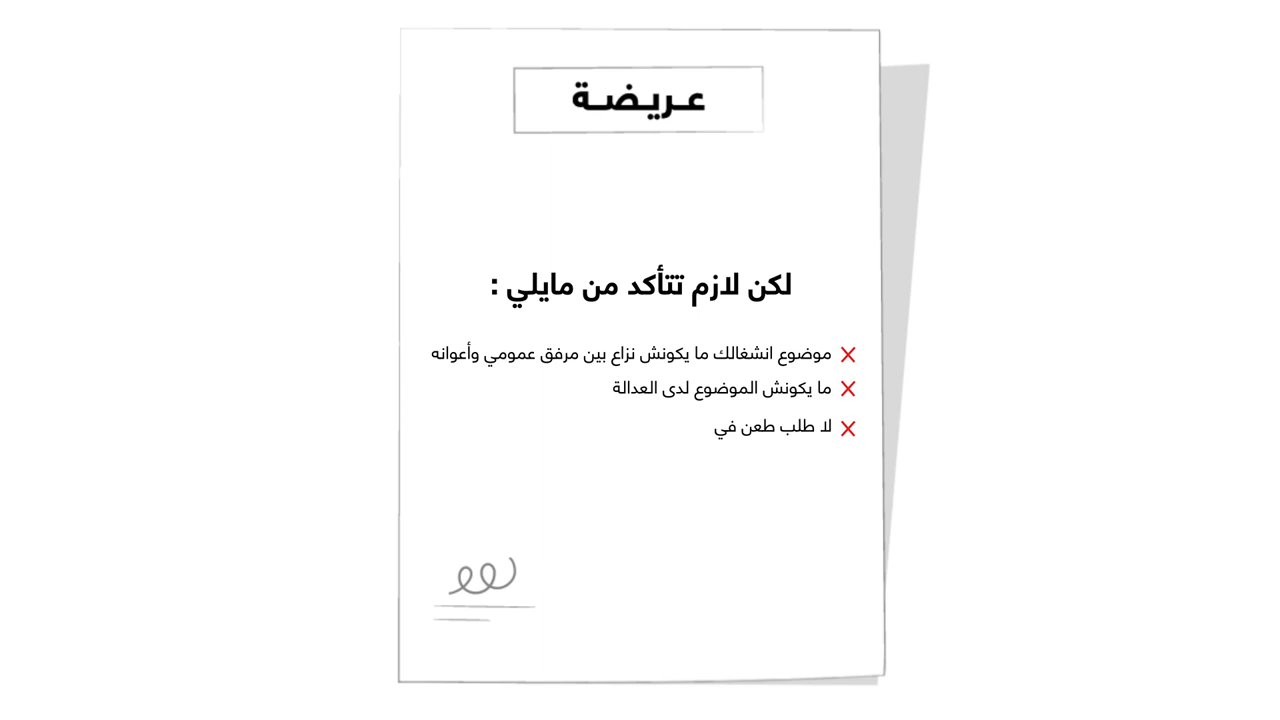 عريضة
لكن لازم تتأكد من مايلي :
موضوع انشغالك ما يكونش نزاع بين مرفق عمومي وأعوانه
ما يكونش الموضوع لدى العدالة
لا طلب طعن في